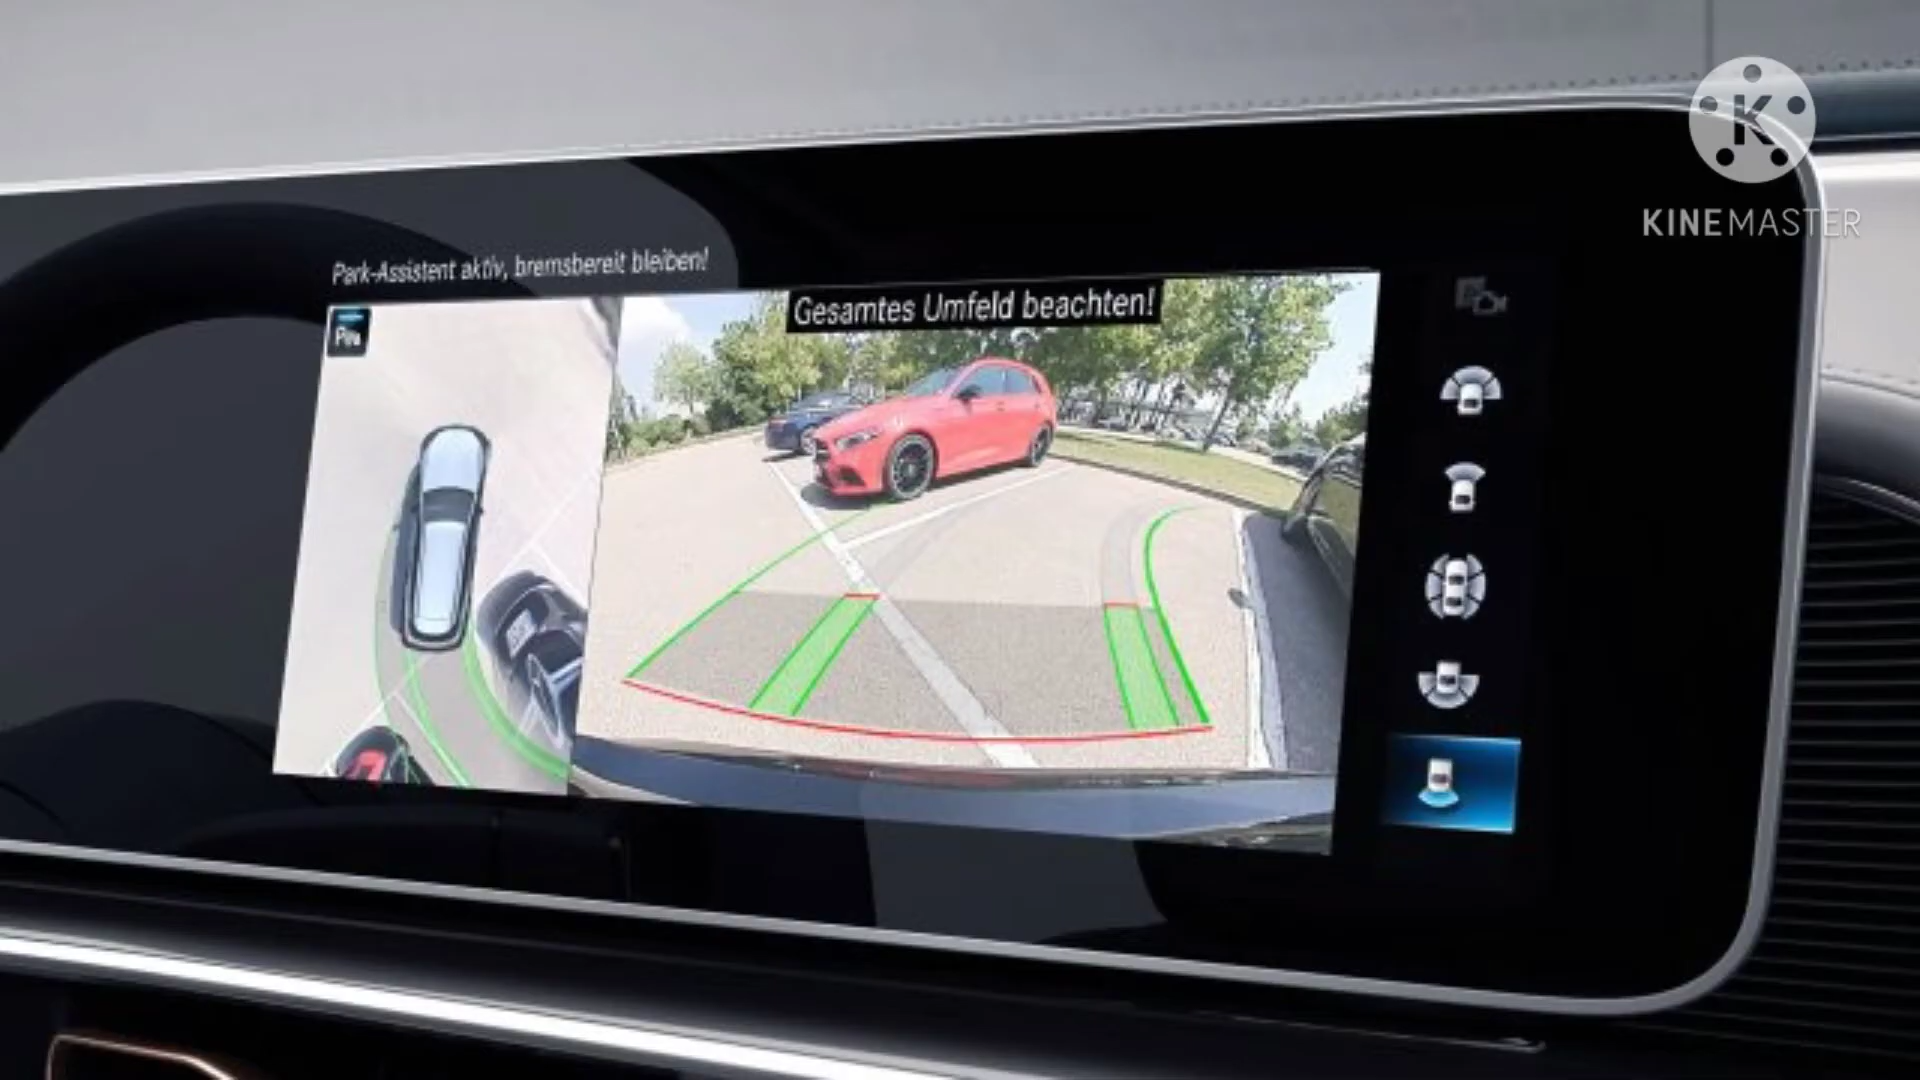 KINEMASTER
Park-Assistent aktiv, bremsbereit bleiben!
Gesamtes Umfeld beachten!